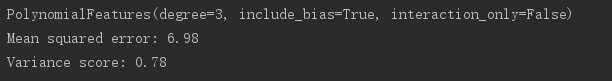 PolynomialFeatures(degree=3, include_bias=True, interaction_only=False)
Mean squared error: 6.98
Variance score: 0.78